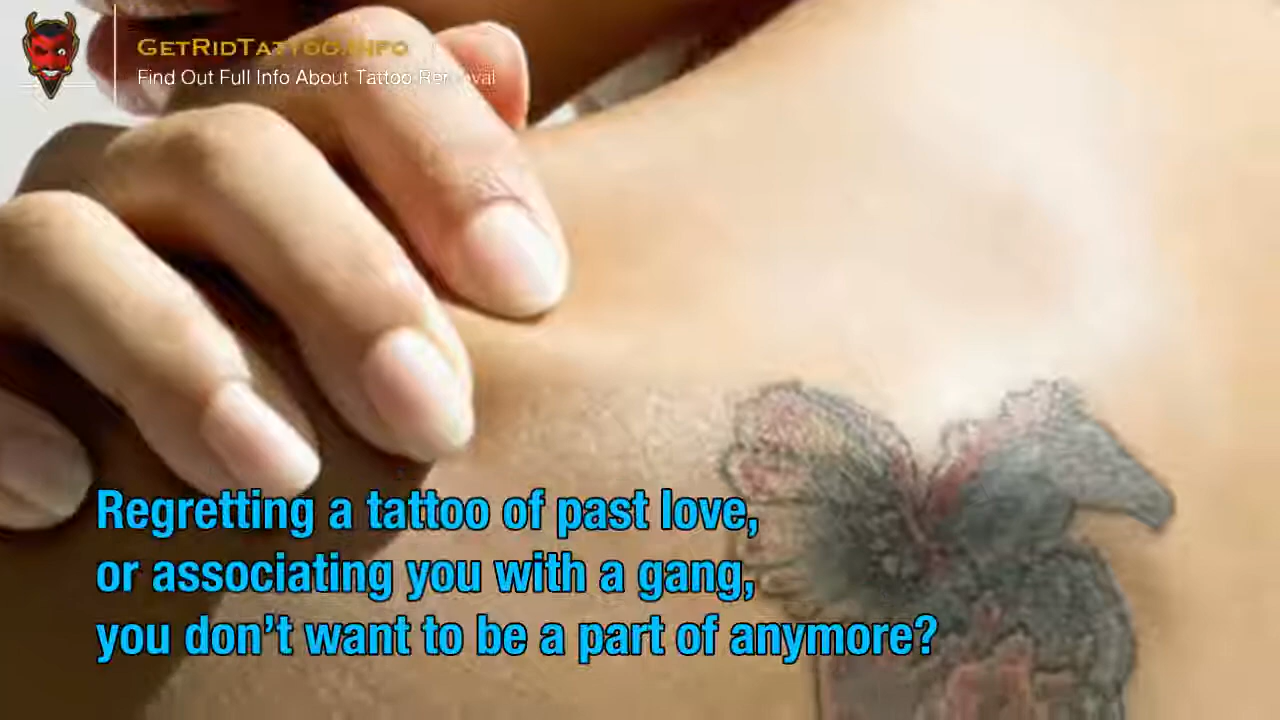 GETRIDTATTOO.INFO
Find Out Full Info About Tattoo Removal
Regretting a tattoo of past love,
or associating you with a gang,
you don't want to be a part of anymore?